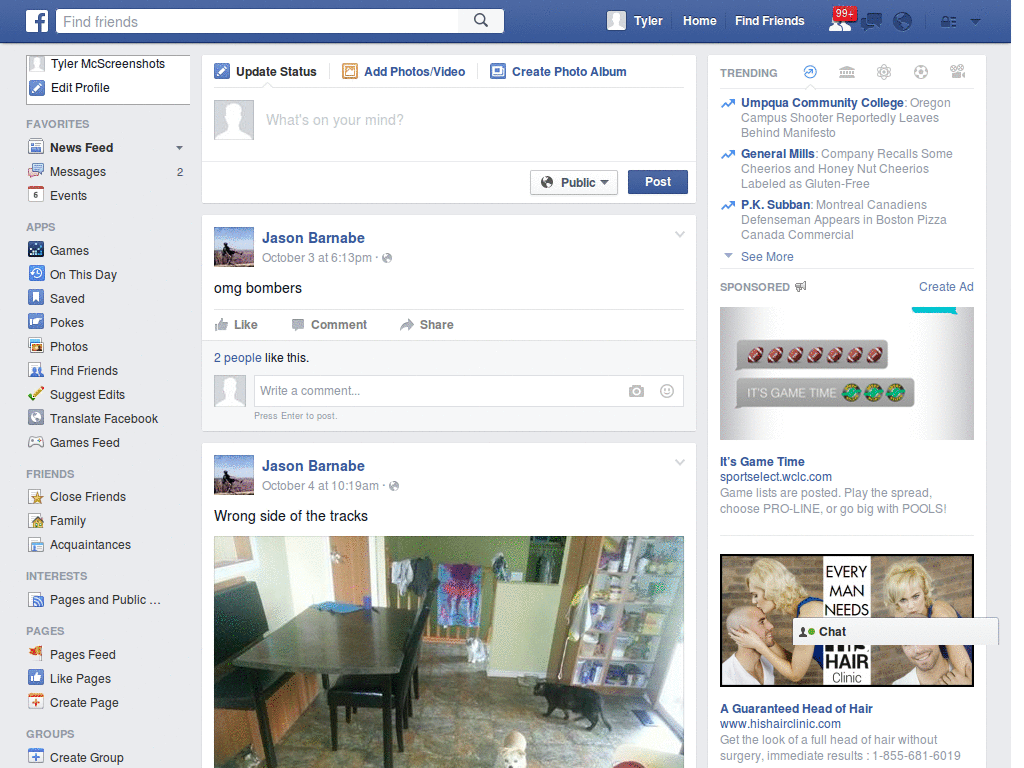 f
Find friends
Tyler
Home
Find Friends
99+
Tyler McScreenshots
Edit Profile
FAVORITES
News Feed
Messages
2
6
Events
APPS
Games
On This Day
Saved
Pokes
Photos
Find Friends
Suggest Edits
Translate Facebook
Games Feed
FRIENDS
Close Friends
Family
Acquaintances
INTERESTS
Pages and Public ...
PAGES
Pages Feed
Like Pages
Create Page
GROUPS
Create Group
Update Status
Add Photos/Video
Create Photo Album
What's on your mind?
Public
Post
Jason Barnabe
October 3 at 6:13pm ·
omg bombers
Like
Comment
Share
2 people like this.
Write a comment...
Press Enter to post.
Jason Barnabe
October 4 at 10:19am ·
Wrong side of the tracks
TRENDING
Umpqua Community College: Oregon
Campus Shooter Reportedly Leaves
Behind Manifesto
General Mills: Company Recalls Some
Cheerios and Honey Nut Cheerios
Labeled as Gluten-Free
P.K. Subban: Montreal Canadiens
Defenseman Appears in Boston Pizza
Canada Commercial
See More
SPONSORED
Create Ad
IT'S GAME TIME
It's Game Time
sportselect.wclc.com
Game lists are posted. Play the spread,
choose PRO-LINE, or go big with POOLS!
EVERY
MAN
NEEDS
HIS
HAIR
Clinic
Chat
A Guaranteed Head of Hair
www.hishairclinic.com
Get the look of a full head of hair without
surgery, immediate results : 1-855-681-6019